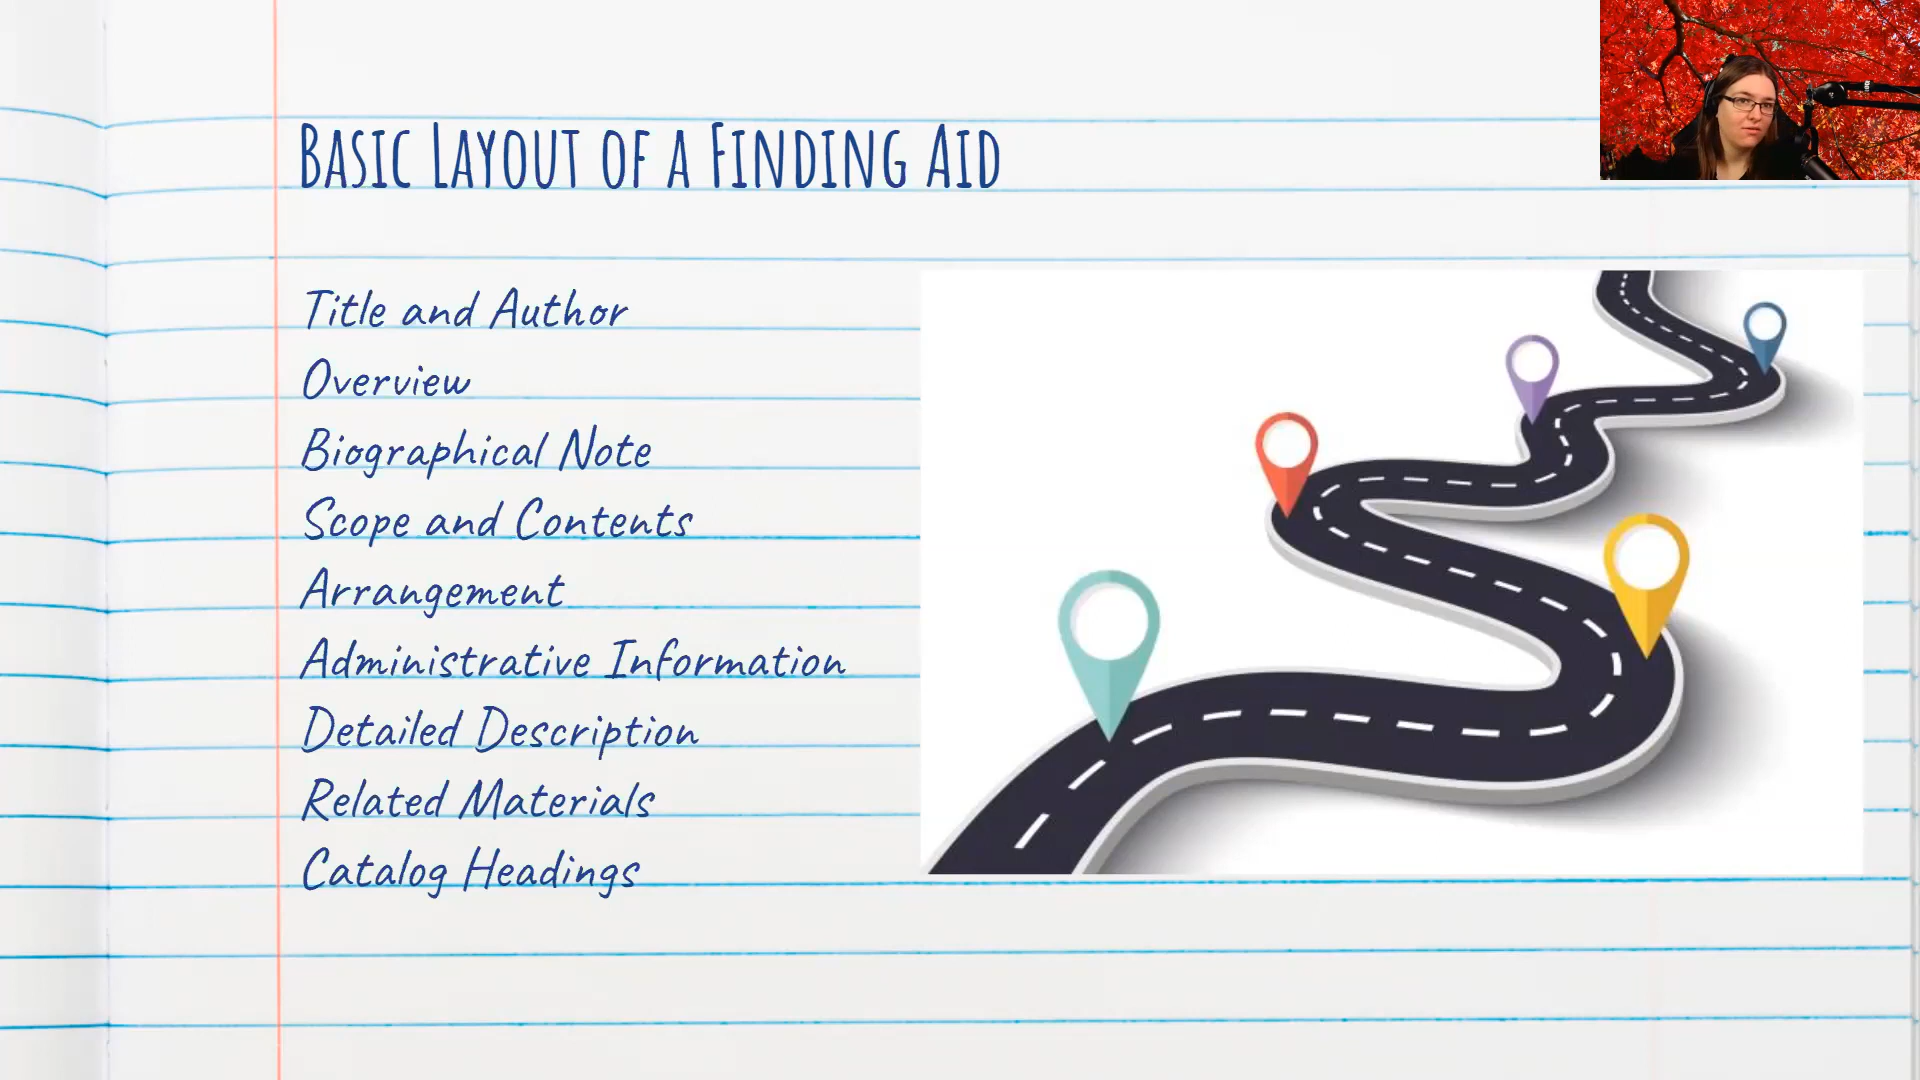 Basic Layout of a Finding Aid
Title and Author
Overview
Biographical Note
Scope and Contents
Arrangement
Administrative Information
Detailed Description
Related Materials
Catalog Headings